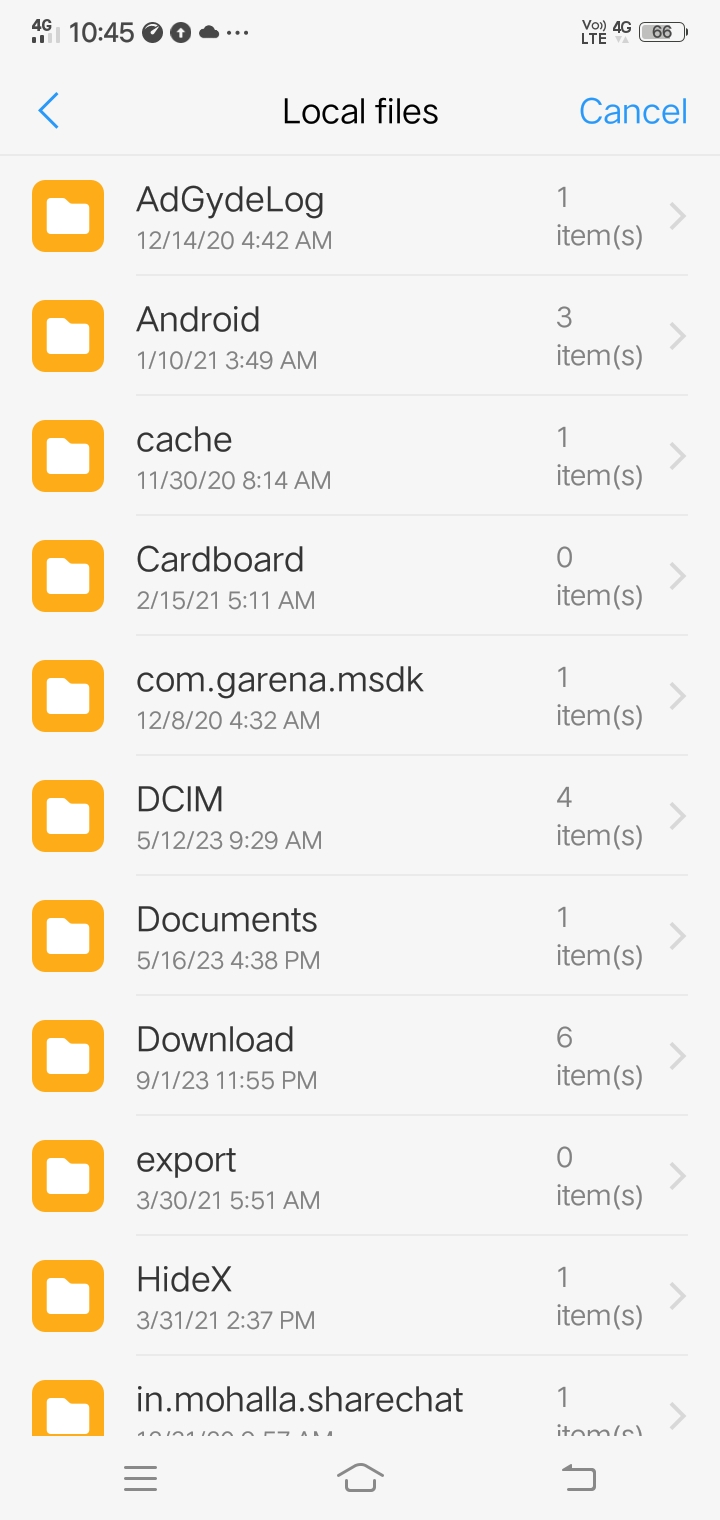 4G 10:45 Vo)) LTE 4G 66
Local files Cancel
AdGydeLog 1
12/14/20 4:42 AM item(s)
Android 3
1/10/21 3:49 AM item(s)
cache 1
11/30/20 8:14 AM item(s)
Cardboard 0
2/15/21 5:11 AM item(s)
com.garena.msdk 1
12/8/20 4:32 AM item(s)
DCIM 4
5/12/23 9:29 AM item(s)
Documents 1
5/16/23 4:38 PM item(s)
Download 6
9/1/23 11:55 PM item(s)
export 0
3/30/21 5:51 AM item(s)
HideX 1
3/31/21 2:37 PM item(s)
in.mohalla.sharechat 1
item(s)